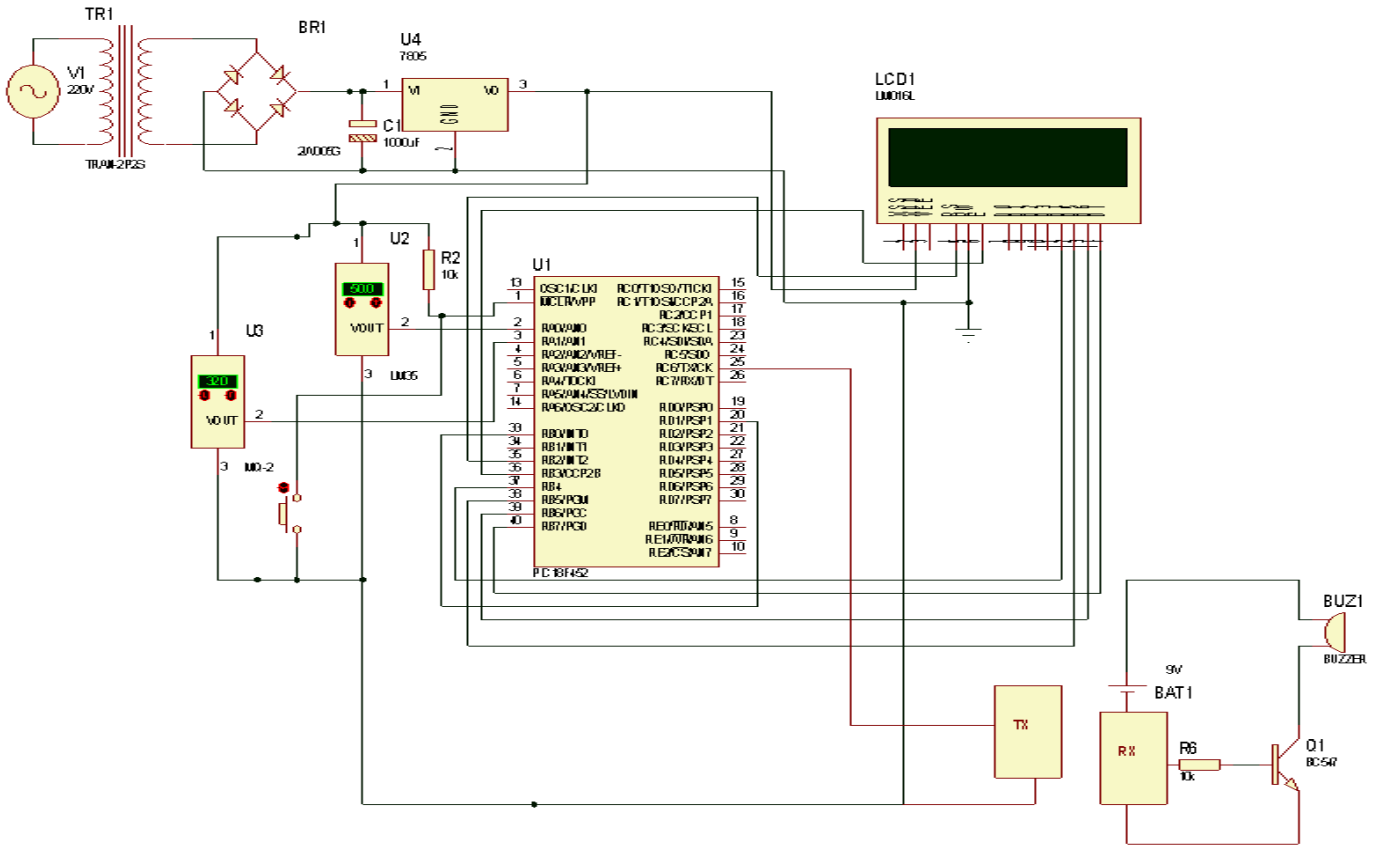 TR1
BR1
V1
220V
TRAN-2P2S
U4
7805
1
VI
VO
3
GND
2
C1
1000uF
2W005G
LCD1
LM016L
U2
1
50.0
VOUT
2
3
LM35
R2
10k
U3
1
32.0
VOUT
2
3
MQ-2
U1
13 OSC1/CLKI
1 MCLR/VPP
2 RA0/AN0
3 RA1/AN1
4 RA2/AN2/VREF-
5 RA3/AN3/VREF+
6 RA4/T0CKI
7 RA5/AN4/SS/LVDIN
14 RA6/OSC2/CLKO
33 RB0/INT0
34 RB1/INT1
35 RB2/INT2
36 RB3/CCP2B
37 RB4
38 RB5/PGM
39 RB6/PGC
40 RB7/PGD
RC0/T1OSO/T1CKI 15
RC1/T1OSI/CCP2A 16
RC2/CCP1 17
RC3/SCK/SCL 18
RC4/SDI/SDA 23
RC5/SDO 24
RC6/TX/CK 25
RC7/RX/DT 26
RD0/PSP0 19
RD1/PSP1 20
RD2/PSP2 21
RD3/PSP3 22
RD4/PSP4 27
RD5/PSP5 28
RD6/PSP6 29
RD7/PSP7 30
RE0/RD/AN5 8
RE1/WR/AN6 9
RE2/CS/AN7 10
PIC18F452
TX
9V
BAT1
RX
R6
10k
Q1
BC547
BUZ1
BUZZER